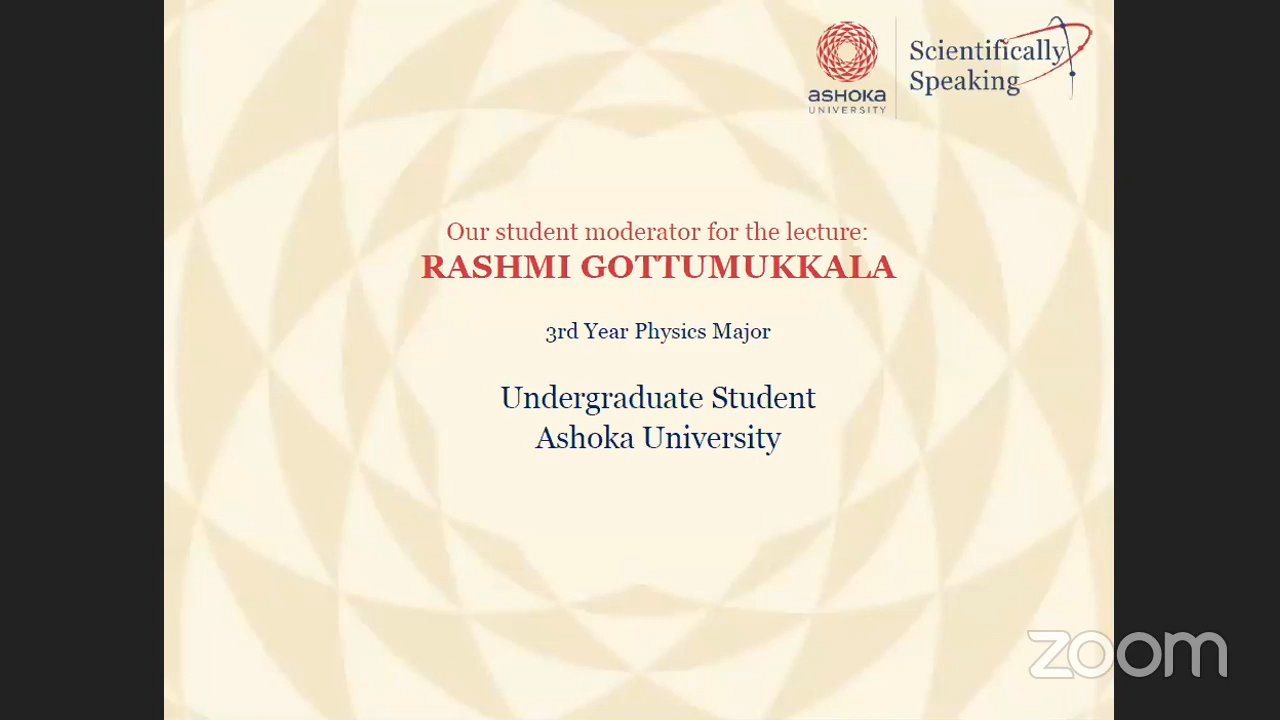 ASHOKA
UNIVERSITY
Scientifically
Speaking
Our student moderator for the lecture:
RASHMI GOTTUMUKKALA
3rd Year Physics Major
Undergraduate Student
Ashoka University
zoom